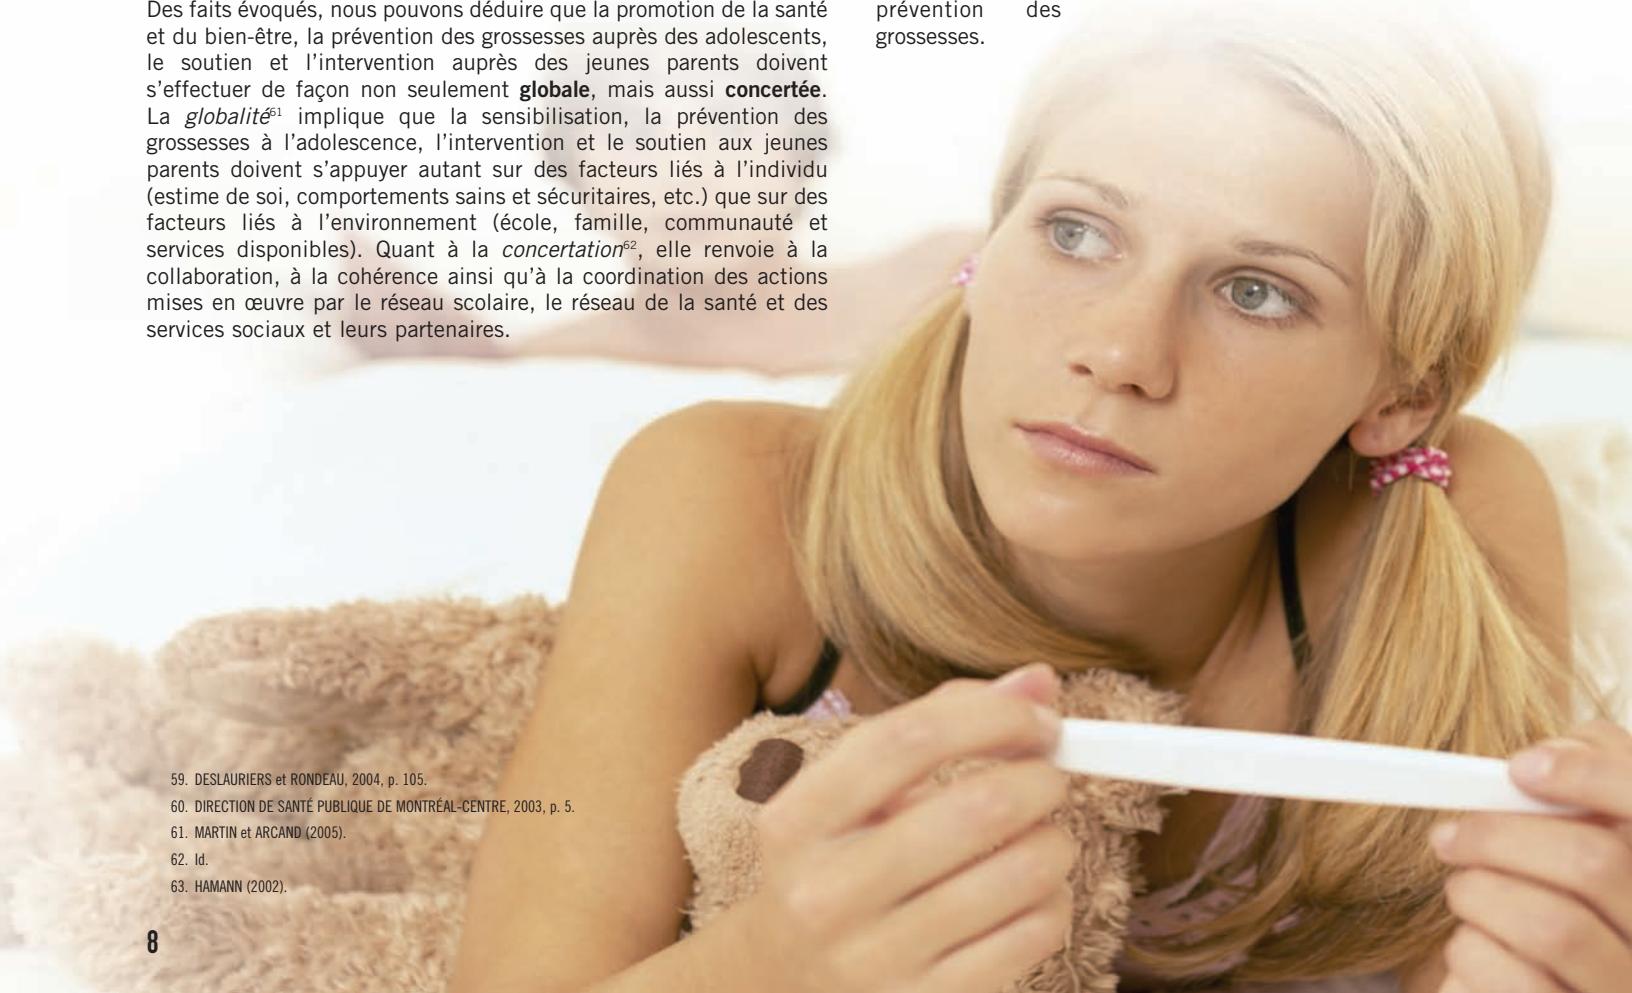 Des faits évoqués, nous pouvons déduire que la promotion de la santé
et du bien-être, la prévention des grossesses auprès des adolescents,
le soutien et l’intervention auprès des jeunes parents doivent
s’effectuer de façon non seulement globale, mais aussi concertée.
La globalité⁶¹ implique que la sensibilisation, la prévention des
grossesses à l’adolescence, l’intervention et le soutien aux jeunes
parents doivent s’appuyer autant sur des facteurs liés à l’individu
(estime de soi, comportements sains et sécuritaires, etc.) que sur des
facteurs liés à l’environnement (école, famille, communauté et
services disponibles). Quant à la concertation⁶², elle renvoie à la
collaboration, à la cohérence ainsi qu’à la coordination des actions
mises en œuvre par le réseau scolaire, le réseau de la santé et des
services sociaux et leurs partenaires.
prévention des
grossesses.
59. DESLAURIERS et RONDEAU, 2004, p. 105.
60. DIRECTION DE SANTÉ PUBLIQUE DE MONTRÉAL-CENTRE, 2003, p. 5.
61. MARTIN et ARCAND (2005).
62. Id.
63. HAMANN (2002).
8